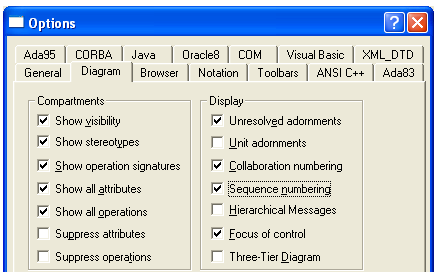 Options
Ada95 CORBA Java Oracle8 COM Visual Basic XML_DTD
General Diagram Browser Notation Toolbars ANSI C++ Ada83
Compartments Display
Show visibility Unresolved adornments
Show stereotypes Unit adornments
Show operation signatures Collaboration numbering
Show all attributes Sequence numbering
Show all operations Hierarchical Messages
Suppress attributes Focus of control
Suppress operations Three-Tier Diagram